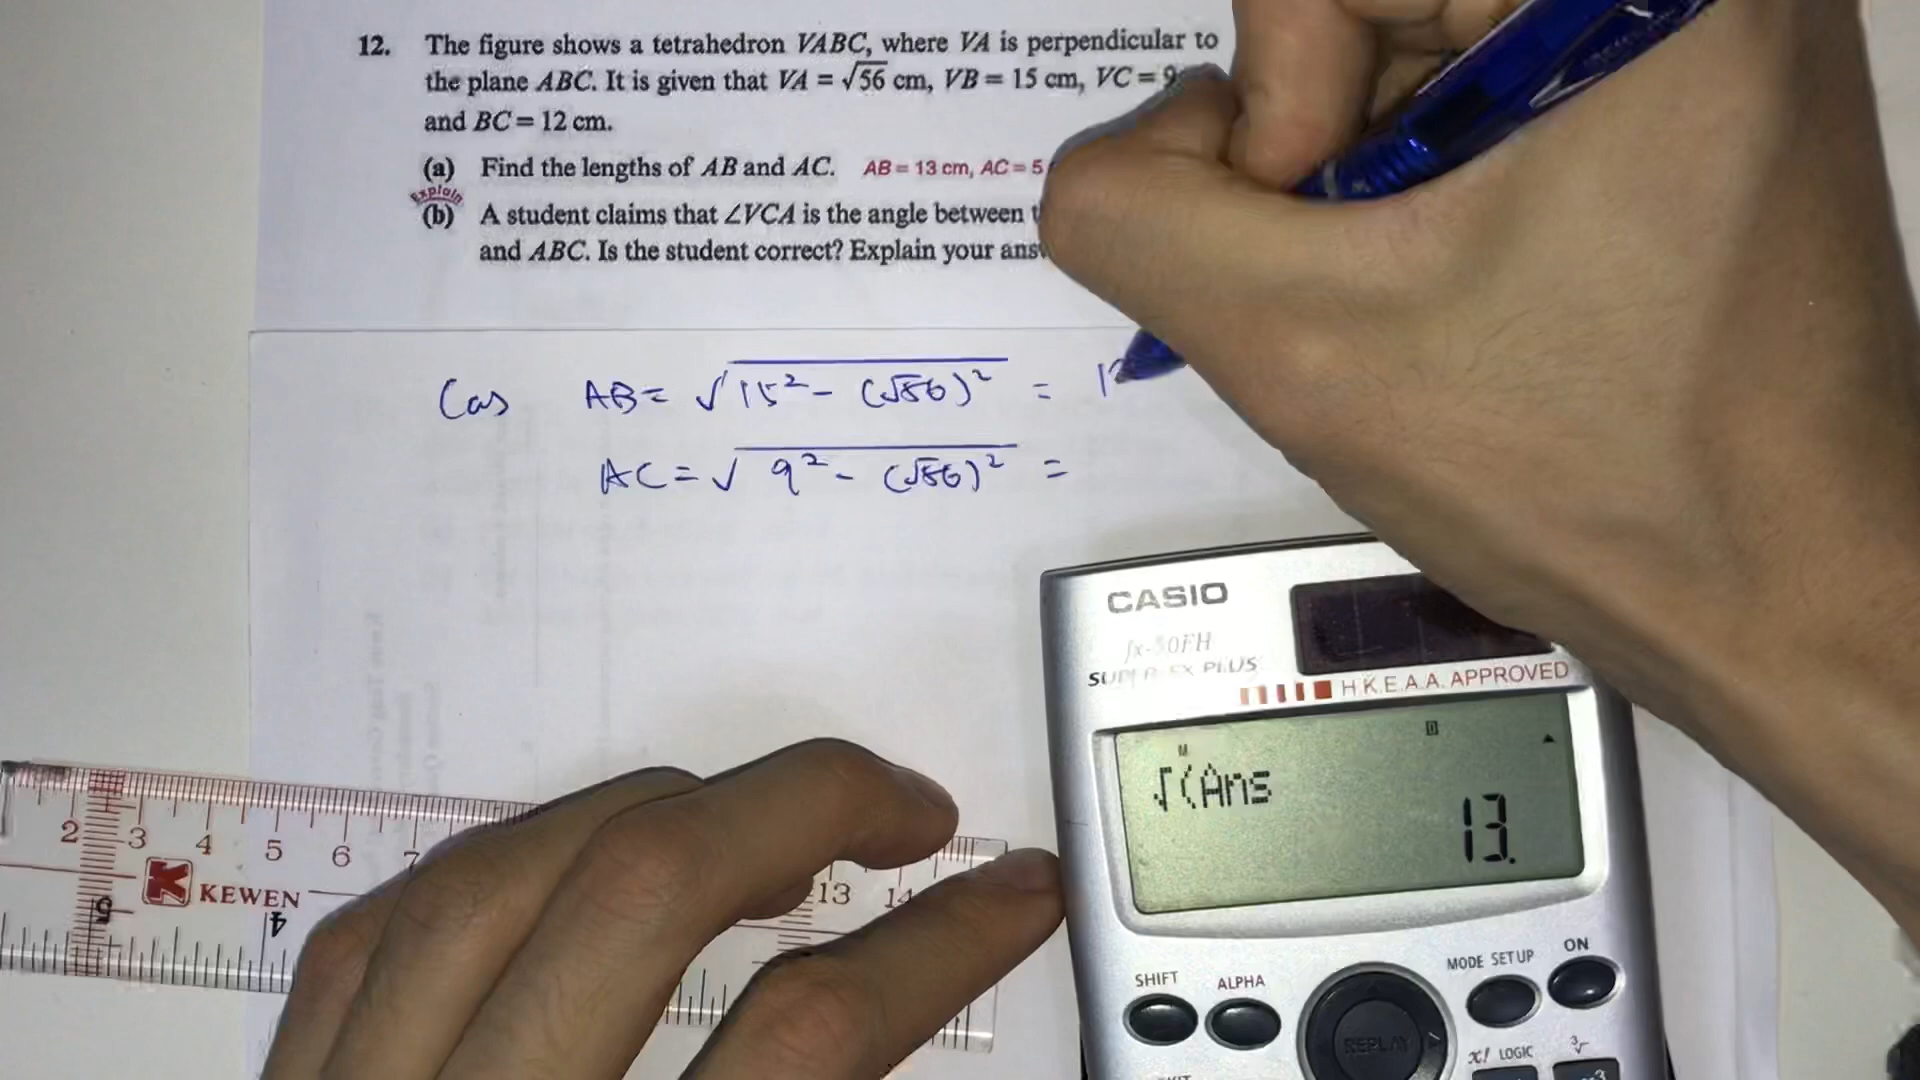 12. The figure shows a tetrahedron VABC, where VA is perpendicular to
the plane ABC. It is given that VA = √56 cm, VB = 15 cm, VC = 9
and BC = 12 cm.
(a) Find the lengths of AB and AC. AB = 13 cm, AC = 5
Explain
(b) A student claims that ∠VCA is the angle between
and ABC. Is the student correct? Explain your
(a) AB = √15² - (√56)² =
AC = √9² - (√56)² =
CASIO
fx-50FH
SUPER-FX PLUS
H.K.E.A.A. APPROVED
M D
√(Ans
13.
2 3 4 5 6 7 13 14
KEWEN
5 4
SHIFT ALPHA MODE SETUP ON
REPLAY
x! LOGIC ³√